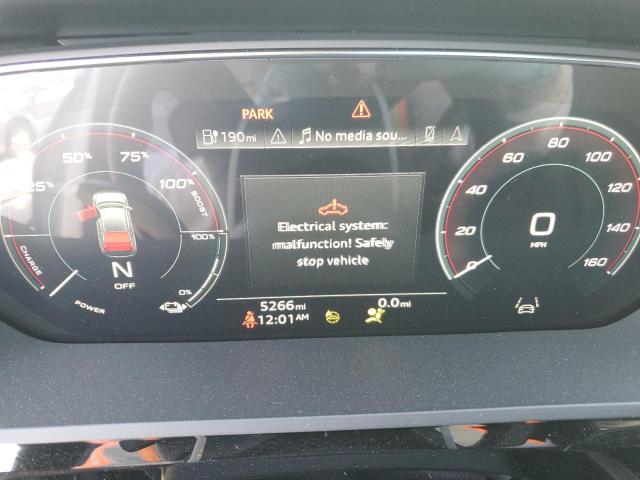 PARK
190mi
No media sou...
25%
50%
75%
100%
BOOST
100%
0%
CHARGE
POWER
N
OFF
Electrical system:
malfunction! Safely
stop vehicle
0
20
40
60
80
100
120
140
160
0
MPH
5266mi
0.0mi
12:01AM